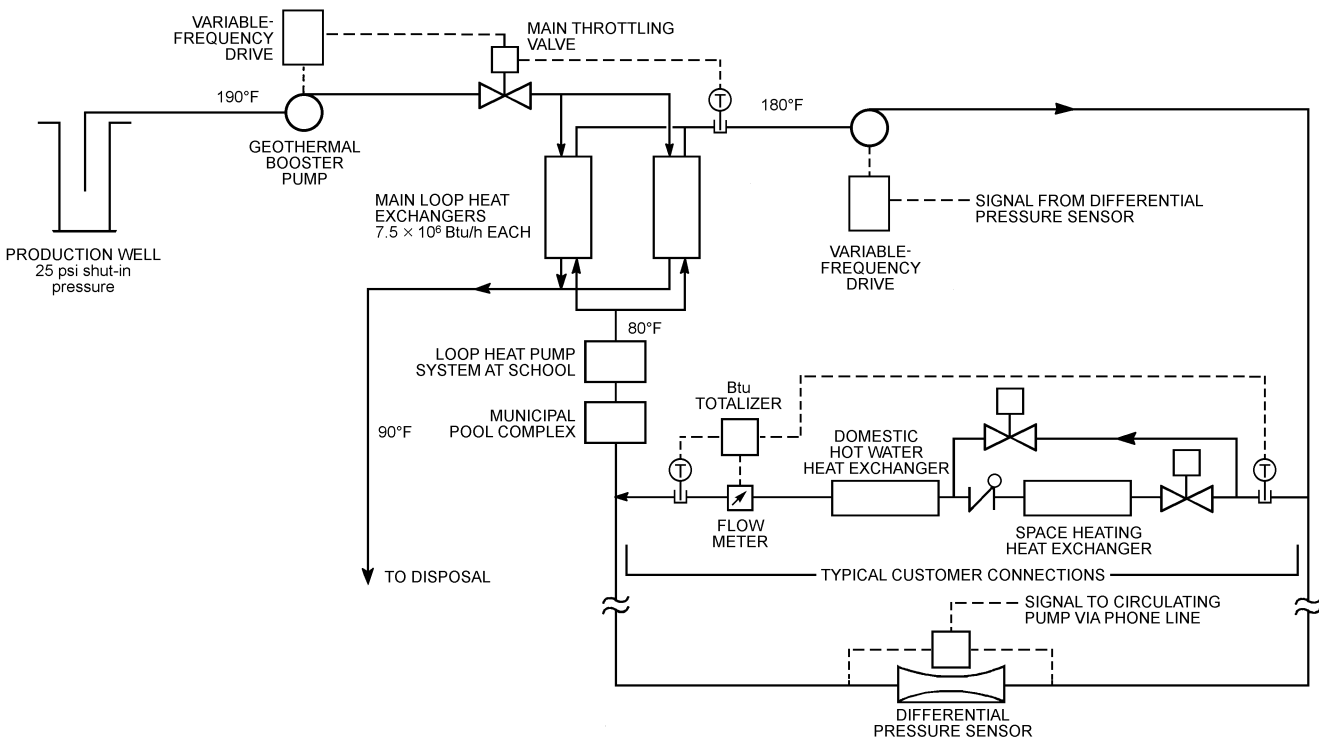 VARIABLE-
FREQUENCY
DRIVE
MAIN THROTTLING
VALVE
190°F
T
180°F
GEOTHERMAL
BOOSTER
PUMP
MAIN LOOP HEAT
EXCHANGERS
7.5 × 10⁶ Btu/h EACH
SIGNAL FROM DIFFERENTIAL
PRESSURE SENSOR
PRODUCTION WELL
25 psi shut-in
pressure
VARIABLE-
FREQUENCY
DRIVE
80°F
LOOP HEAT PUMP
SYSTEM AT SCHOOL
MUNICIPAL
POOL COMPLEX
90°F
Btu
TOTALIZER
DOMESTIC
HOT WATER
HEAT EXCHANGER
T
T
FLOW
METER
SPACE HEATING
HEAT EXCHANGER
TO DISPOSAL
TYPICAL CUSTOMER CONNECTIONS
SIGNAL TO CIRCULATING
PUMP VIA PHONE LINE
DIFFERENTIAL
PRESSURE SENSOR